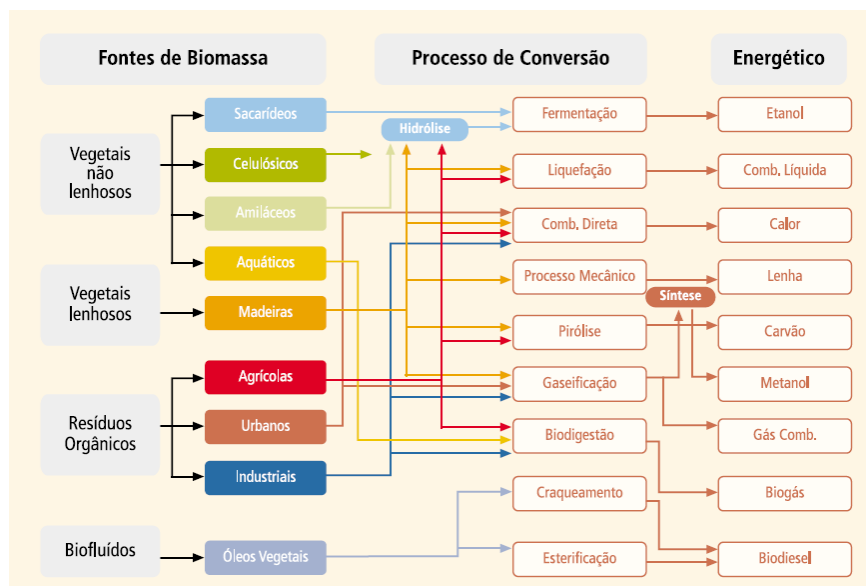 Fontes de Biomassa
Processo de Conversão
Energético
Vegetais
não
lenhosos
Vegetais
lenhosos
Resíduos
Orgânicos
Biofluídos
Sacarídeos
Celulósicos
Amiláceos
Aquáticos
Madeiras
Agrícolas
Urbanos
Industriais
Óleos Vegetais
Hidrólise
Fermentação
Liquefação
Comb. Direta
Processo Mecânico
Pirólise
Gaseificação
Biodigestão
Craqueamento
Esterificação
Síntese
Etanol
Comb. Líquida
Calor
Lenha
Carvão
Metanol
Gás Comb.
Biogás
Biodiesel